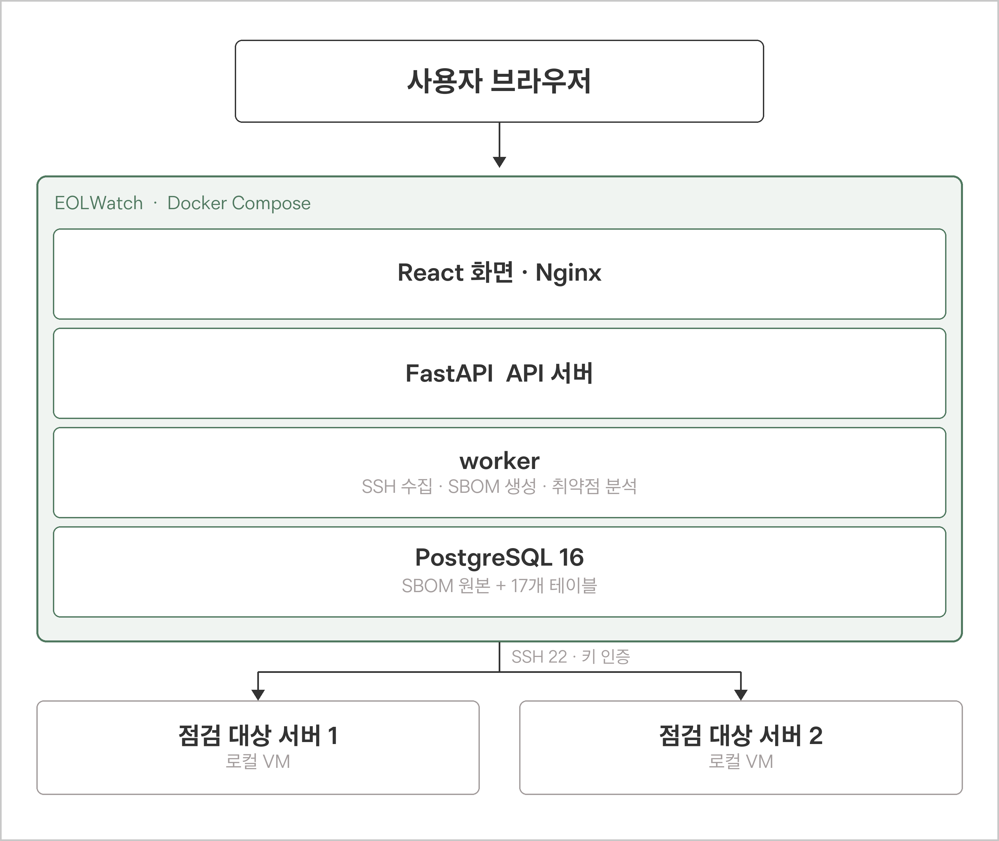 사용자 브라우저
EOLWatch · Docker Compose
React 화면 · Nginx
FastAPI API 서버
worker
SSH 수집 · SBOM 생성 · 취약점 분석
PostgreSQL 16
SBOM 원본 + 17개 테이블
SSH 22 · 키 인증
점검 대상 서버 1
로컬 VM
점검 대상 서버 2
로컬 VM